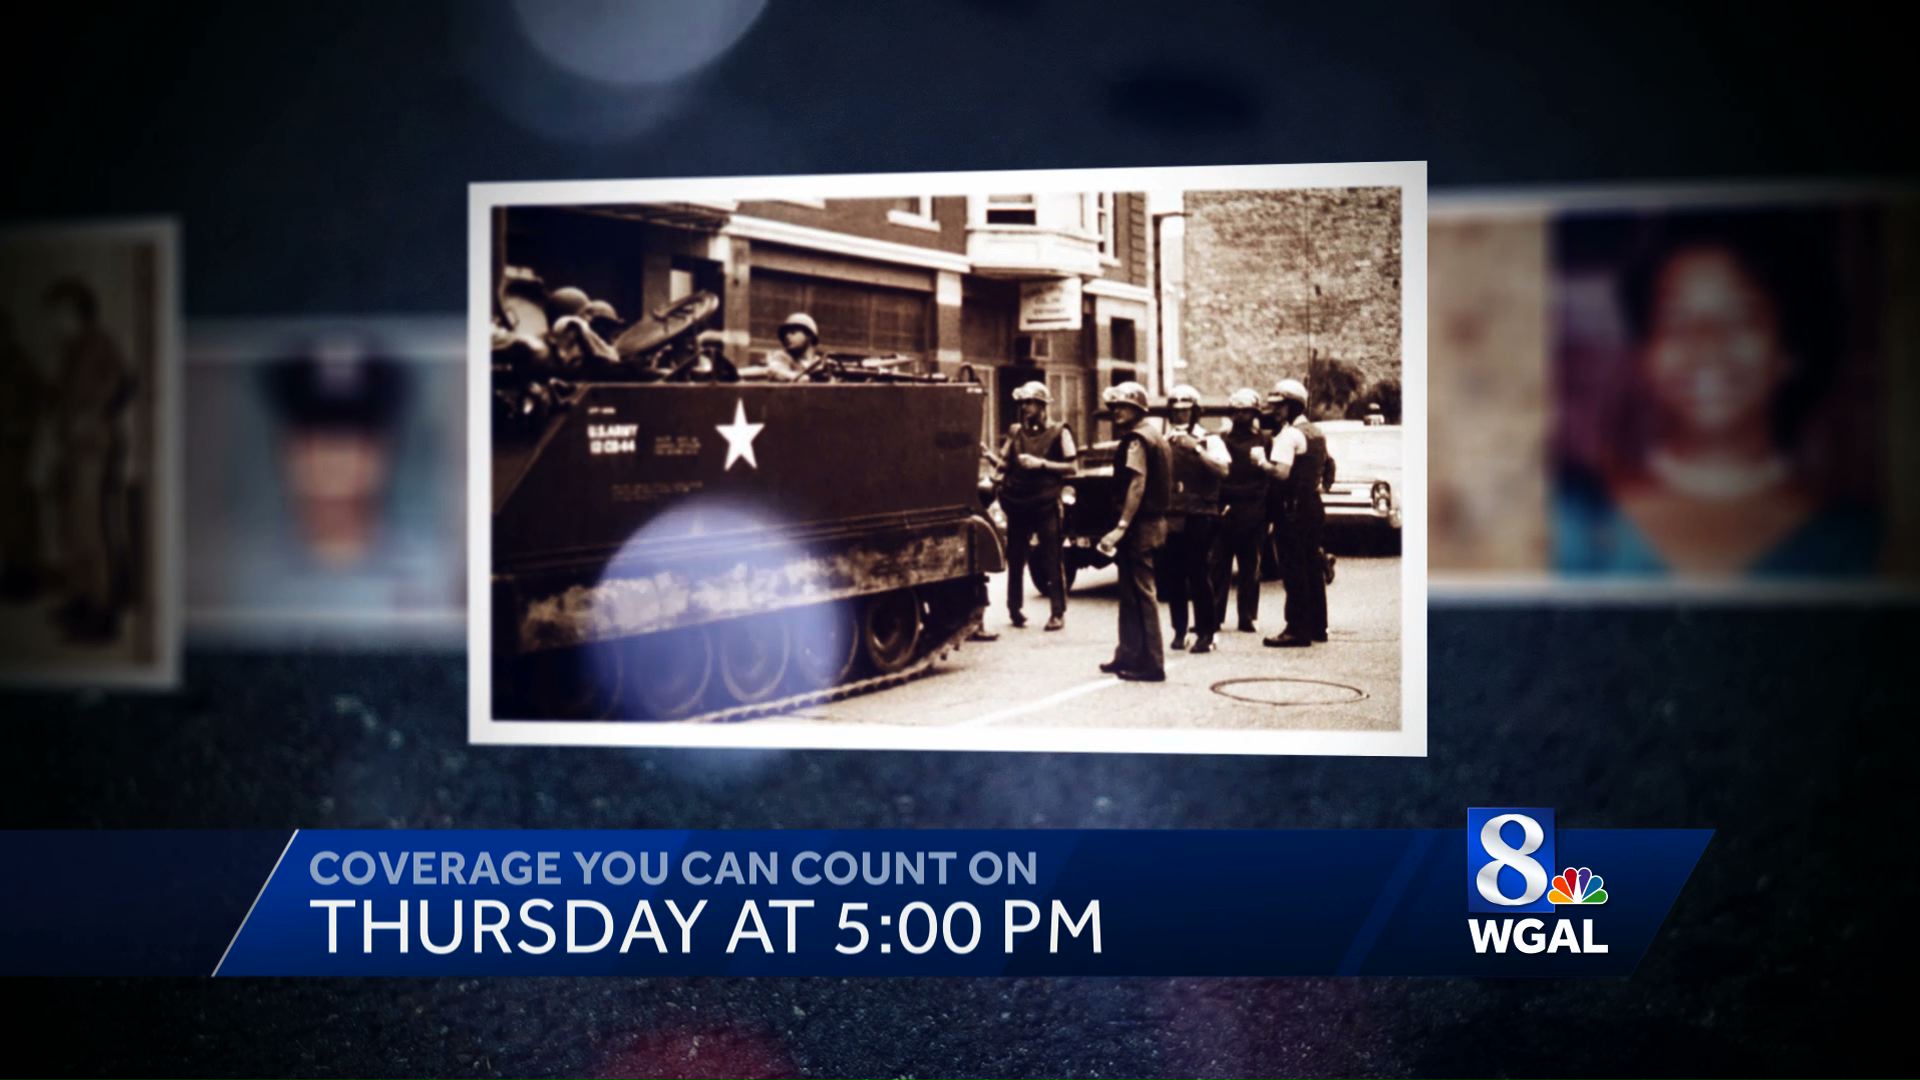 U.S. ARMY
COVERAGE YOU CAN COUNT ON
THURSDAY AT 5:00 PM
8
WGAL